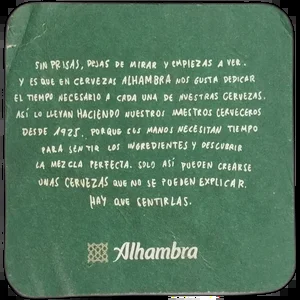 SIN PRISAS, DEJAS DE MIRAR Y EMPIEZAS A VER.
Y ES QUE EN CERVEZAS ALHAMBRA NOS GUSTA DEDICAR
EL TIEMPO NECESARIO A CADA UNA DE NUESTRAS CERVEZAS.
ASÍ LO LLEVAN HACIENDO NUESTROS MAESTROS CERVECEROS
DESDE 1925. PORQUE SUS MANOS NECESITAN TIEMPO
PARA SENTIR LOS INGREDIENTES Y DESCUBRIR
LA MEZCLA PERFECTA. SOLO ASÍ PUEDEN CREARSE
UNAS CERVEZAS QUE NO SE PUEDEN EXPLICAR.
HAY QUE SENTIRLAS.
Alhambra